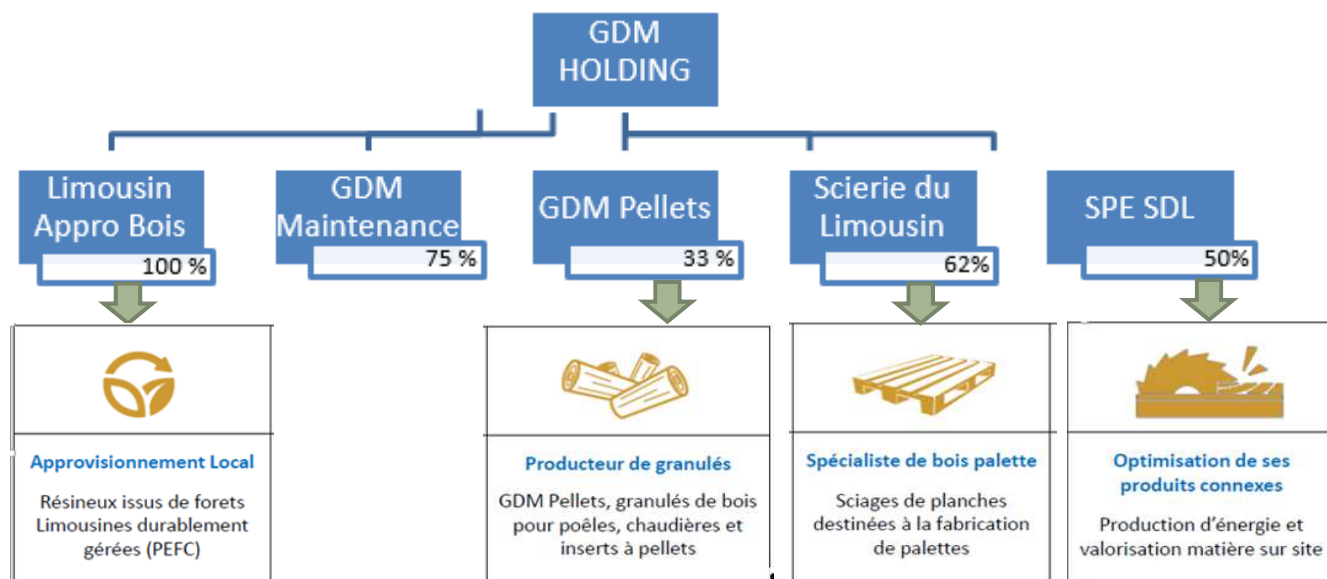 GDM
HOLDING
Limousin
Appro Bois
100 %
GDM
Maintenance
75 %
GDM Pellets
33 %
Scierie du
Limousin
62%
SPE SDL
50%
Approvisionnement Local
Résineux issus de forets
Limousines durablement
gérées (PEFC)
Producteur de granulés
GDM Pellets, granulés de bois
pour poêles, chaudières et
inserts à pellets
Spécialiste de bois palette
Sciages de planches
destinées à la fabrication
de palettes
Optimisation de ses
produits connexes
Production d'énergie et
valorisation matière sur site